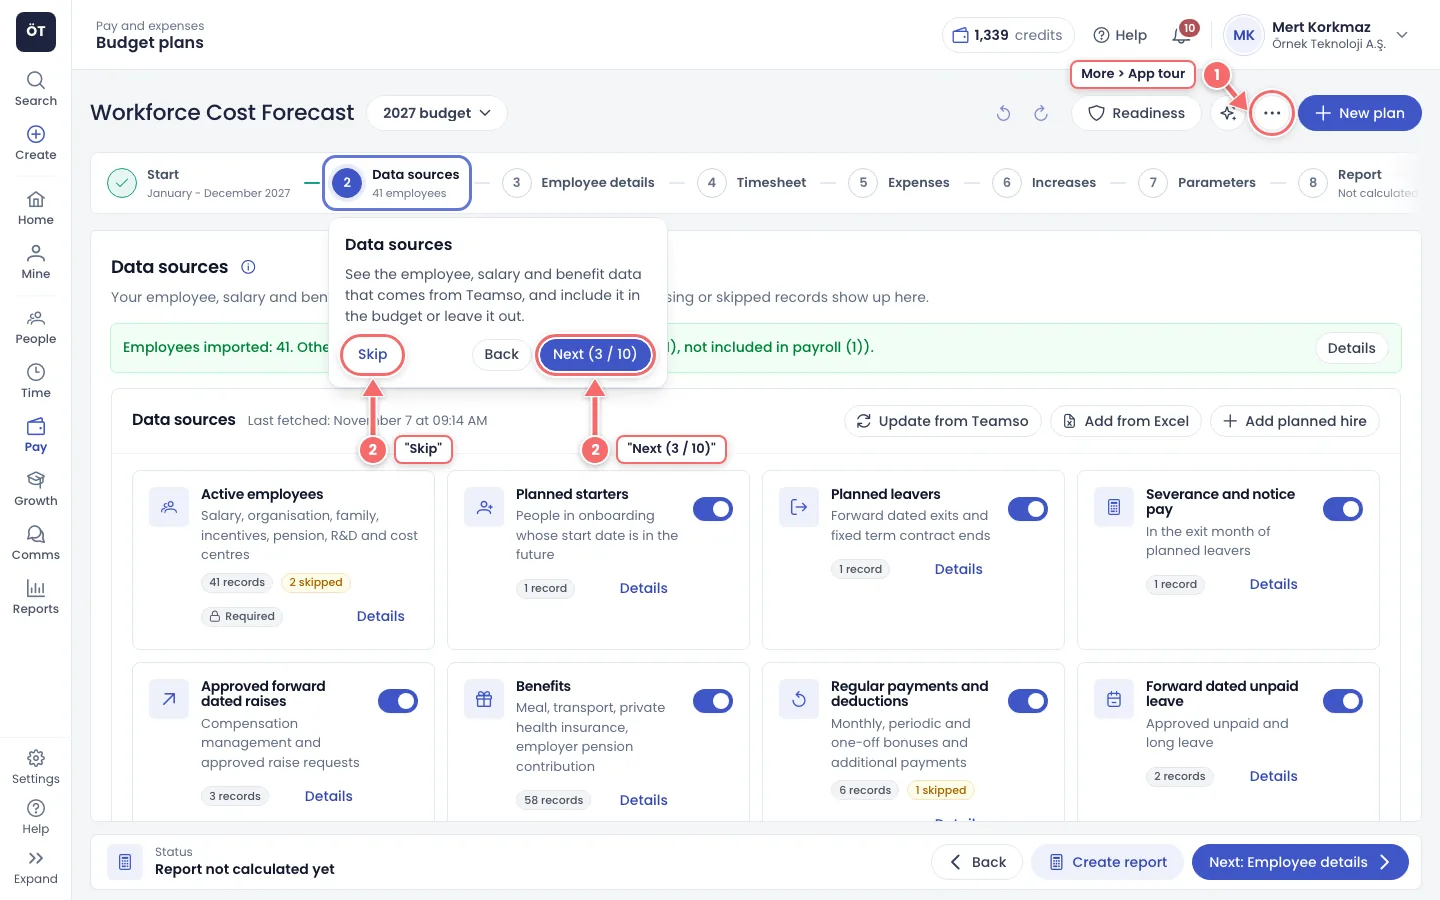 ÖT
Search
Create
Home
Mine
People
Time
Pay
Growth
Comms
Reports
Settings
Help
Expand
Pay and expenses
Budget plans
1,339 credits
Help
10
MK
Mert Korkmaz
Örnek Teknoloji A.Ş.
More > App tour
1
Workforce Cost Forecast
2027 budget
Readiness
New plan
Start
January - December 2027
2
Data sources
41 employees
3
Employee details
4
Timesheet
5
Expenses
6
Increases
7
Parameters
8
Report
Not calculated
Data sources
See the employee, salary and benefit data
that comes from Teamso, and include it in
the budget or leave it out.
Skip
Back
Next (3 / 10)
Data sources
Your employee, salary and ben
sing or skipped records show up here.
Employees imported: 41. Othe
), not included in payroll (1)).
Details
Data sources
Last fetched: November 7 at 09:14 AM
Update from Teamso
Add from Excel
Add planned hire
2
"Skip"
2
"Next (3 / 10)"
Active employees
Salary, organisation, family,
incentives, pension, R&D and cost
centres
41 records
2 skipped
Required
Details
Planned starters
People in onboarding
whose start date is in the
future
1 record
Details
Planned leavers
Forward dated exits and
fixed term contract ends
1 record
Details
Severance and notice
pay
In the exit month of
planned leavers
1 record
Details
Approved forward
dated raises
Compensation
management and
approved raise requests
3 records
Details
Benefits
Meal, transport, private
health insurance,
employer pension
contribution
58 records
Details
Regular payments and
deductions
Monthly, periodic and
one-off bonuses and
additional payments
6 records
1 skipped
Forward dated unpaid
leave
Approved unpaid and
long leave
2 records
Details
Status
Report not calculated yet
Back
Create report
Next: Employee details